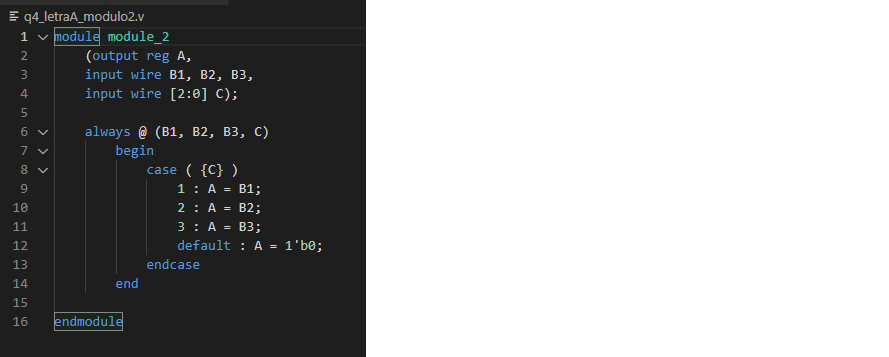 q4_letraA_modulo2.v
1 module module_2
2 (output reg A,
3 input wire B1, B2, B3,
4 input wire [2:0] C);
5
6 always @ (B1, B2, B3, C)
7 begin
8 case ( {C} )
9 1 : A = B1;
10 2 : A = B2;
11 3 : A = B3;
12 default : A = 1'b0;
13 endcase
14 end
15
16 endmodule